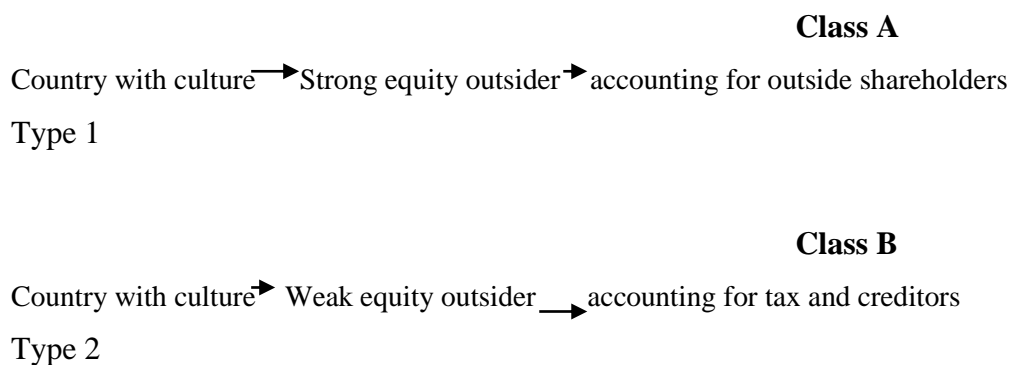 Class A
Country with culture Strong equity outsider accounting for outside shareholders
Type 1
Class B
Country with culture Weak equity outsider accounting for tax and creditors
Type 2